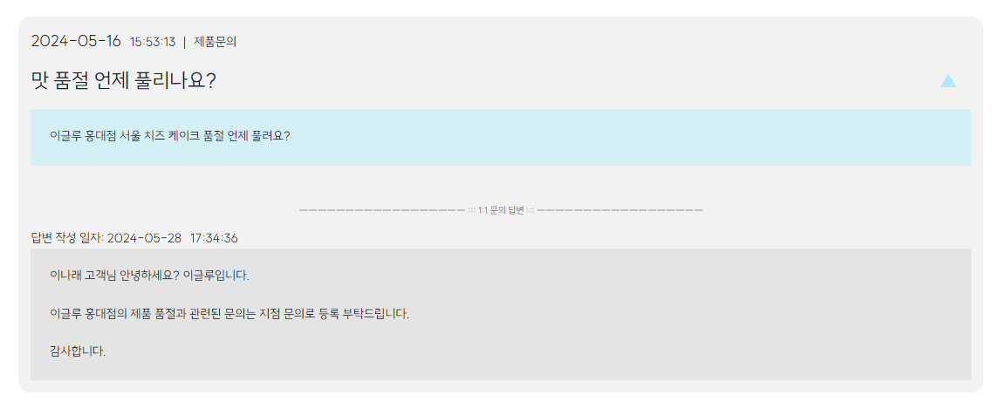 2024-05-16 15:53:13 | 제품문의
맛 품절 언제 풀리나요?
이글루 홍대점 서울 치즈 케이크 품절 언제 풀려요?
━━━━━━━━━━━━━━━━━━ ::: 1:1 문의 답변 ::: ━━━━━━━━━━━━━━━━━━
답변 작성 일자: 2024-05-28 17:34:36
이나래 고객님 안녕하세요? 이글루입니다.
이글루 홍대점의 제품 품절과 관련된 문의는 지점 문의로 등록 부탁드립니다.
감사합니다.